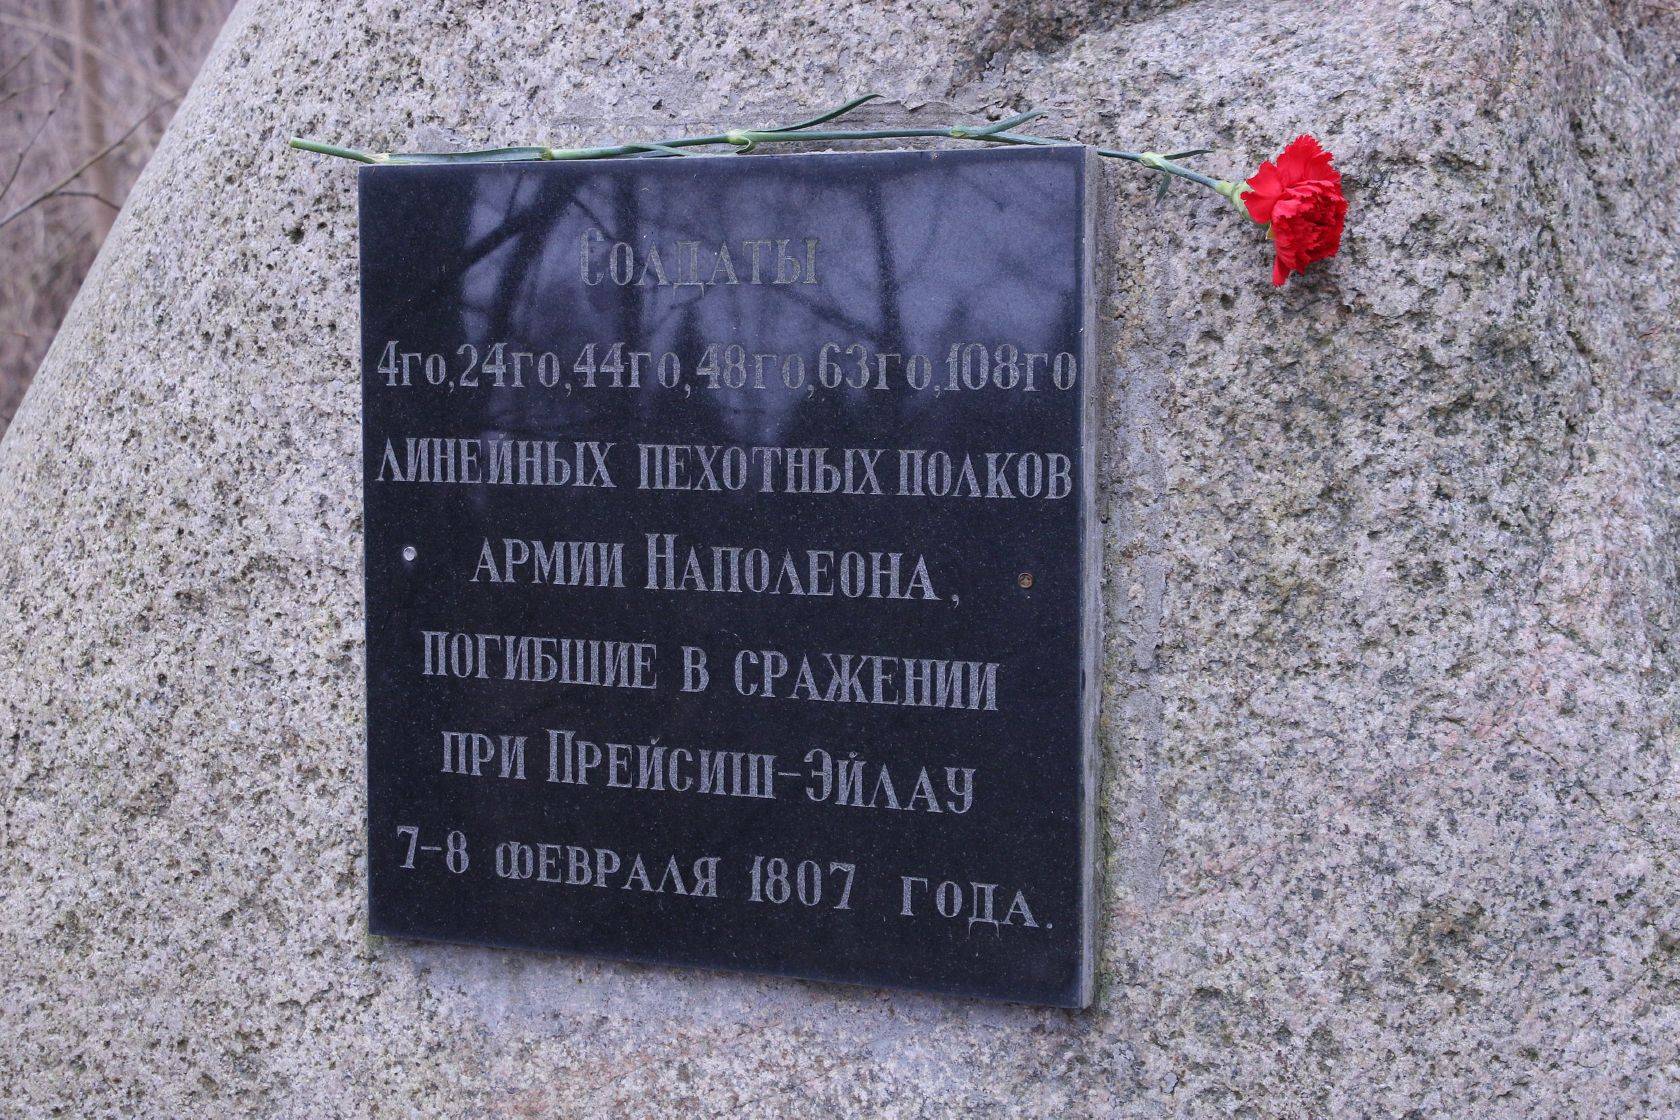 Солдаты
4го, 24го, 44го, 48го, 63го, 108го
линейных пехотных полков
армии Наполеона,
погибшие в сражении
при Прейсиш-Эйлау
7-8 февраля 1807 года.